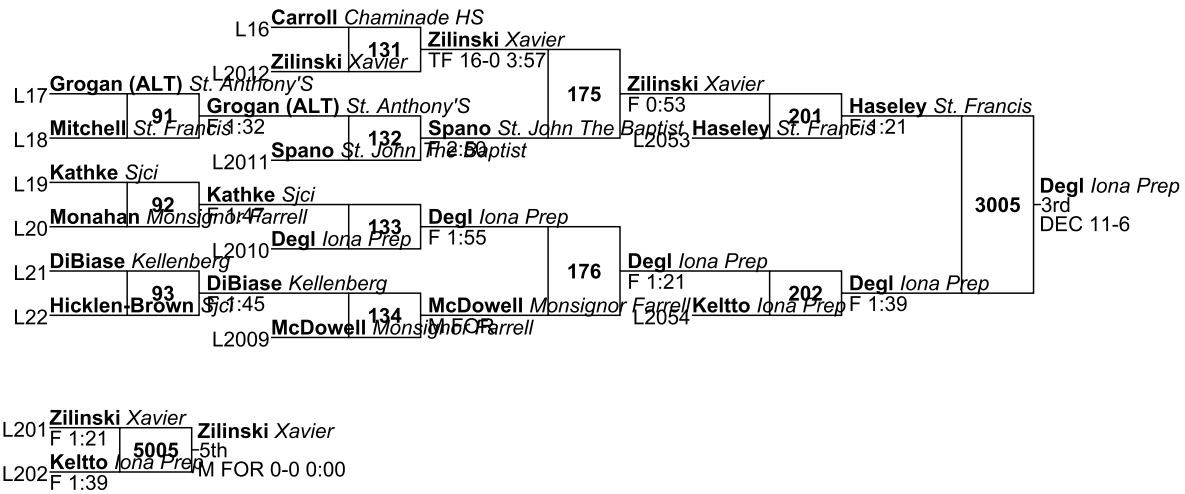 Carroll Chaminade HS
L16
131
Zilinski Xavier
TF 16-0 3:57
Zilinski Xavier
L2012
Grogan (ALT) St. Anthony'S
L17
91
Grogan (ALT) St. Anthony'S
F 1:32
Mitchell St. Francis
L18
132
Spano St. John The Baptist
F 2:50
Spano St. John The Baptist
L2011
175
Zilinski Xavier
F 0:53
201
Haseley St. Francis
F 1:21
Haseley St. Francis
L2053
Kathke Sjci
L19
92
Kathke Sjci
F 1:47
Monahan Monsignor Farrell
L20
133
Degl Iona Prep
F 1:55
Degl Iona Prep
L2010
3005
Degl Iona Prep
3rd
DEC 11-6
DiBiase Kellenberg
L21
93
DiBiase Kellenberg
F 1:45
Hicklen-Brown Sjci
L22
134
McDowell Monsignor Farrell
M FOR
McDowell Monsignor Farrell
L2009
176
Degl Iona Prep
F 1:21
202
Degl Iona Prep
F 1:39
Keltto Iona Prep
L2054
Zilinski Xavier
L201
F 1:21
5005
Zilinski Xavier
5th
M FOR 0-0 0:00
Keltto Iona Prep
L202
F 1:39